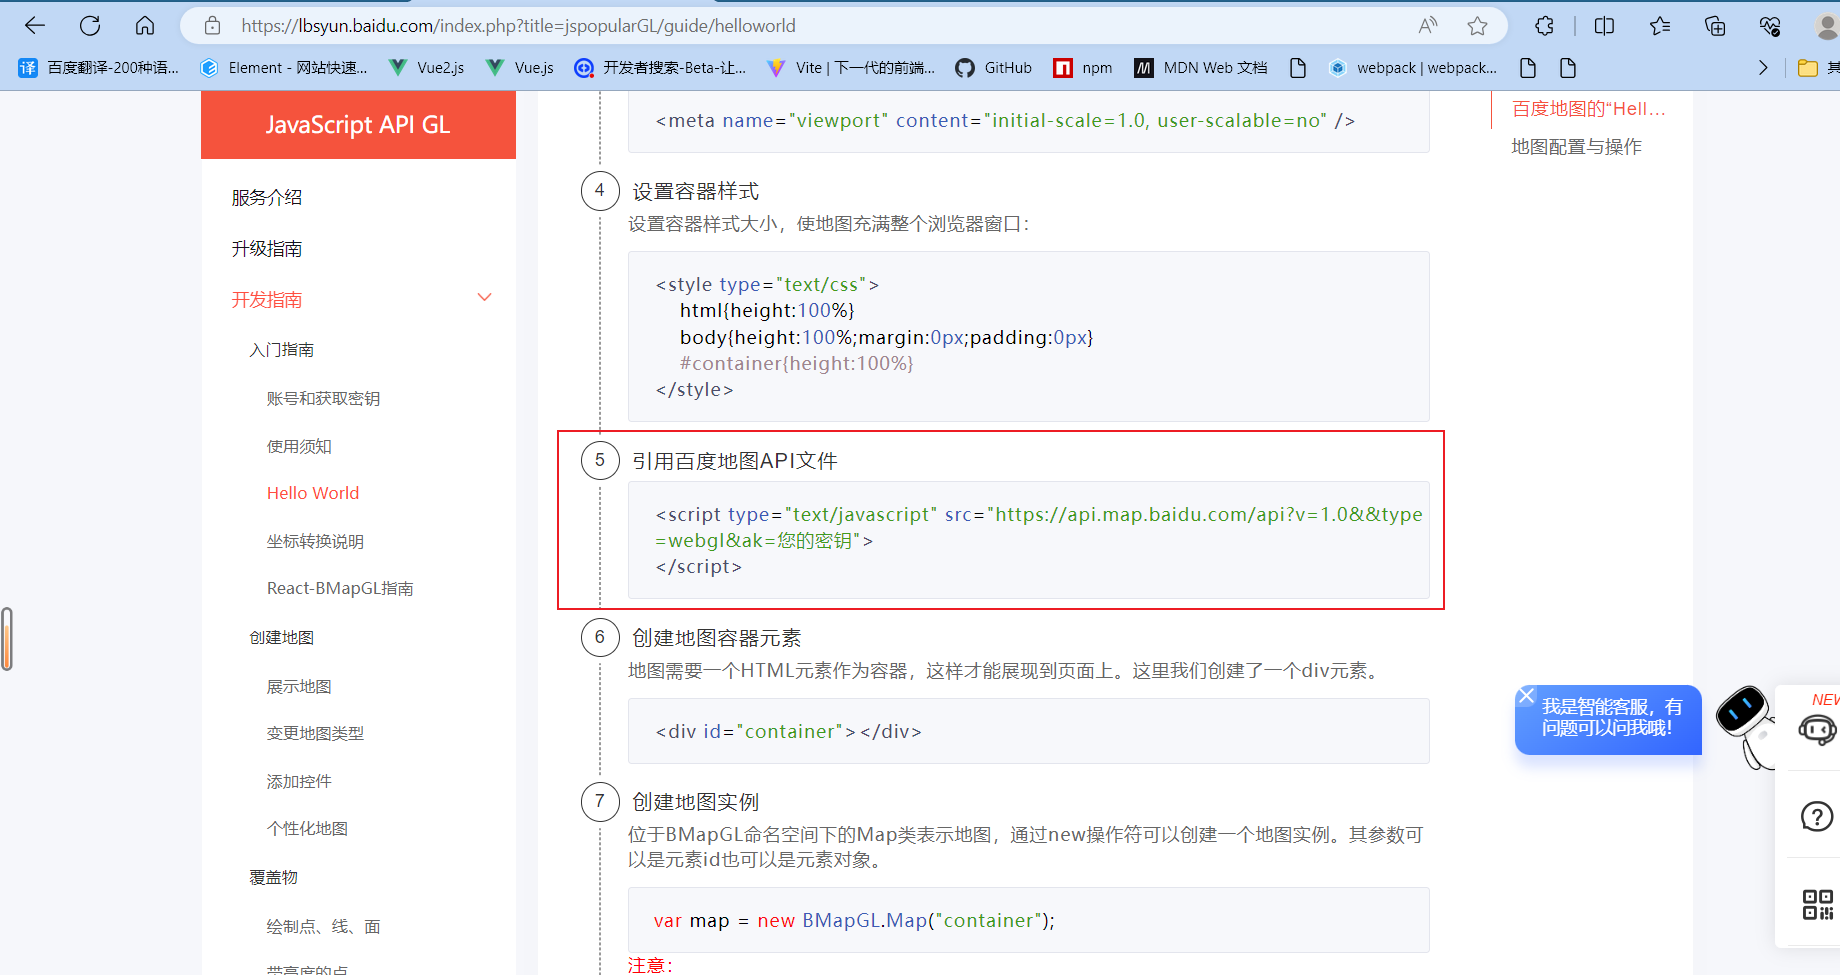 https://lbsyun.baidu.com/index.php?title=jspopularGL/guide/helloworld
百度翻译-200种语...
Element - 网站快速...
Vue2.js
Vue.js
开发者搜索-Beta-让...
Vite | 下一代的前端...
GitHub
npm
MDN Web 文档
webpack | webpack...
JavaScript API GL
服务介绍
升级指南
开发指南
入门指南
账号和获取密钥
使用须知
Hello World
坐标转换说明
React-BMapGL指南
创建地图
展示地图
变更地图类型
添加控件
个性化地图
覆盖物
绘制点、线、面
带高度的点
<meta name="viewport" content="initial-scale=1.0, user-scalable=no" />
4 设置容器样式
设置容器样式大小，使地图充满整个浏览器窗口：
<style type="text/css">
html{height:100%}
body{height:100%;margin:0px;padding:0px}
#container{height:100%}
</style>
5 引用百度地图API文件
<script type="text/javascript" src="https://api.map.baidu.com/api?v=1.0&&type
=webgl&ak=您的密钥">
</script>
6 创建地图容器元素
地图需要一个HTML元素作为容器，这样才能展现到页面上。这里我们创建了一个div元素。
<div id="container"></div>
7 创建地图实例
位于BMapGL命名空间下的Map类表示地图，通过new操作符可以创建一个地图实例。其参数可
以是元素id也可以是元素对象。
var map = new BMapGL.Map("container");
注意：
百度地图的“Hell...
地图配置与操作
我是智能客服，有
问题可以问我哦！
NEW